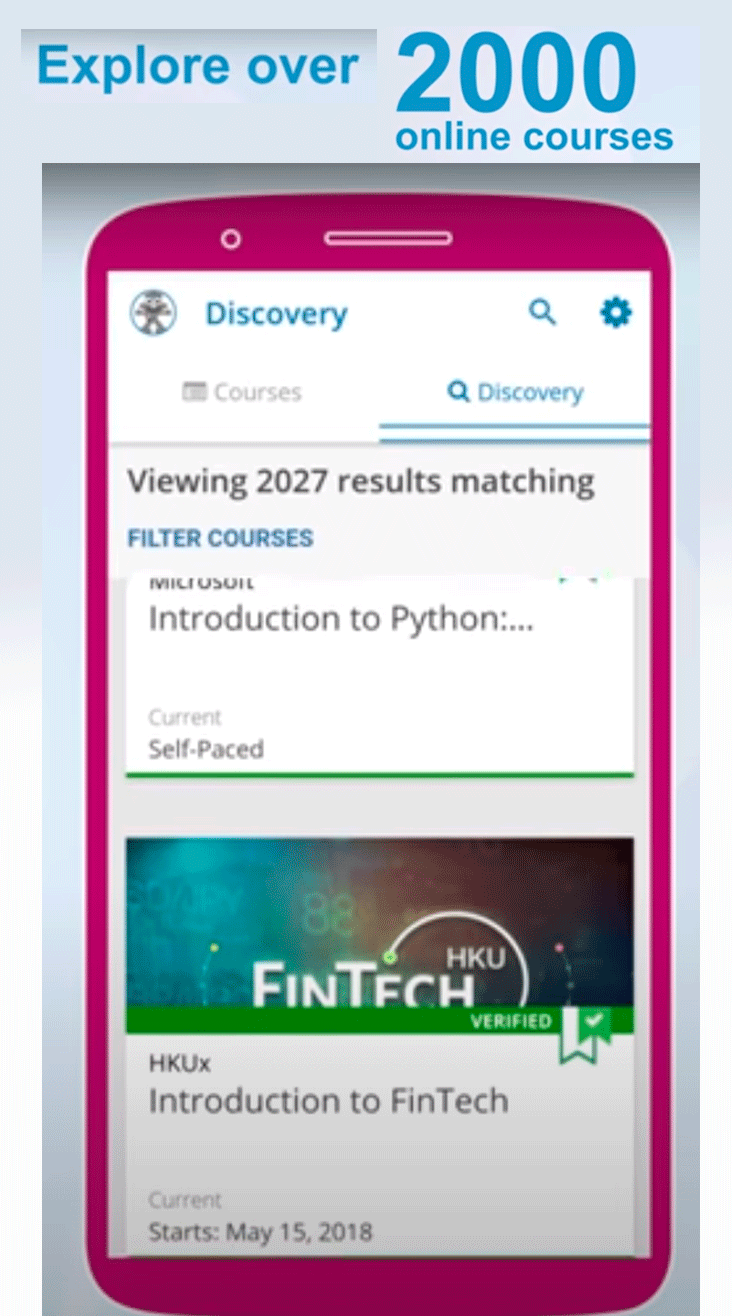 Explore over 2000
online courses
Discovery
Courses Discovery
Viewing 2027 results matching
FILTER COURSES
Microsoft
Introduction to Python:...
Current
Self-Paced
88
HKU
FINTECH
VERIFIED
HKUx
Introduction to FinTech
Current
Starts: May 15, 2018